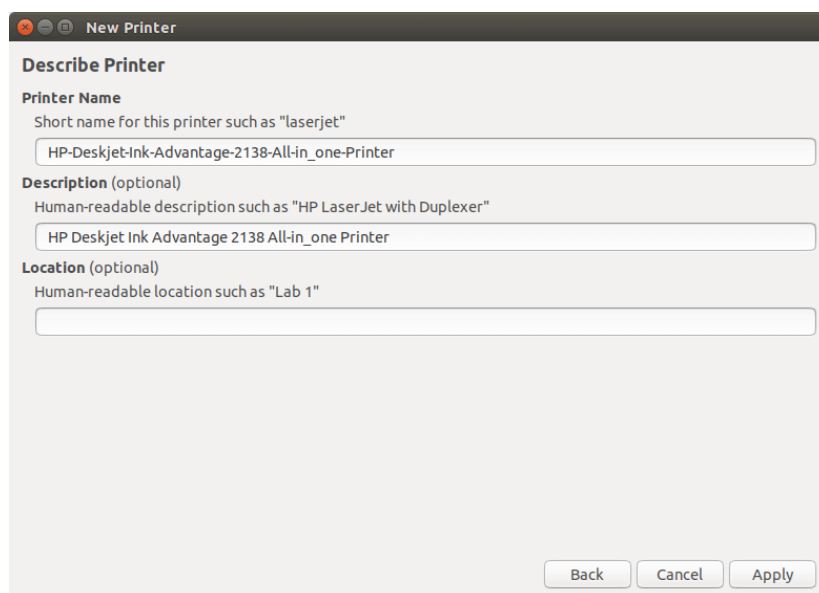 New Printer
Describe Printer
Printer Name
Short name for this printer such as "laserjet"
HP-Deskjet-Ink-Advantage-2138-All-in_one-Printer
Description (optional)
Human-readable description such as "HP LaserJet with Duplexer"
HP Deskjet Ink Advantage 2138 All-in_one Printer
Location (optional)
Human-readable location such as "Lab 1"
Back Cancel Apply